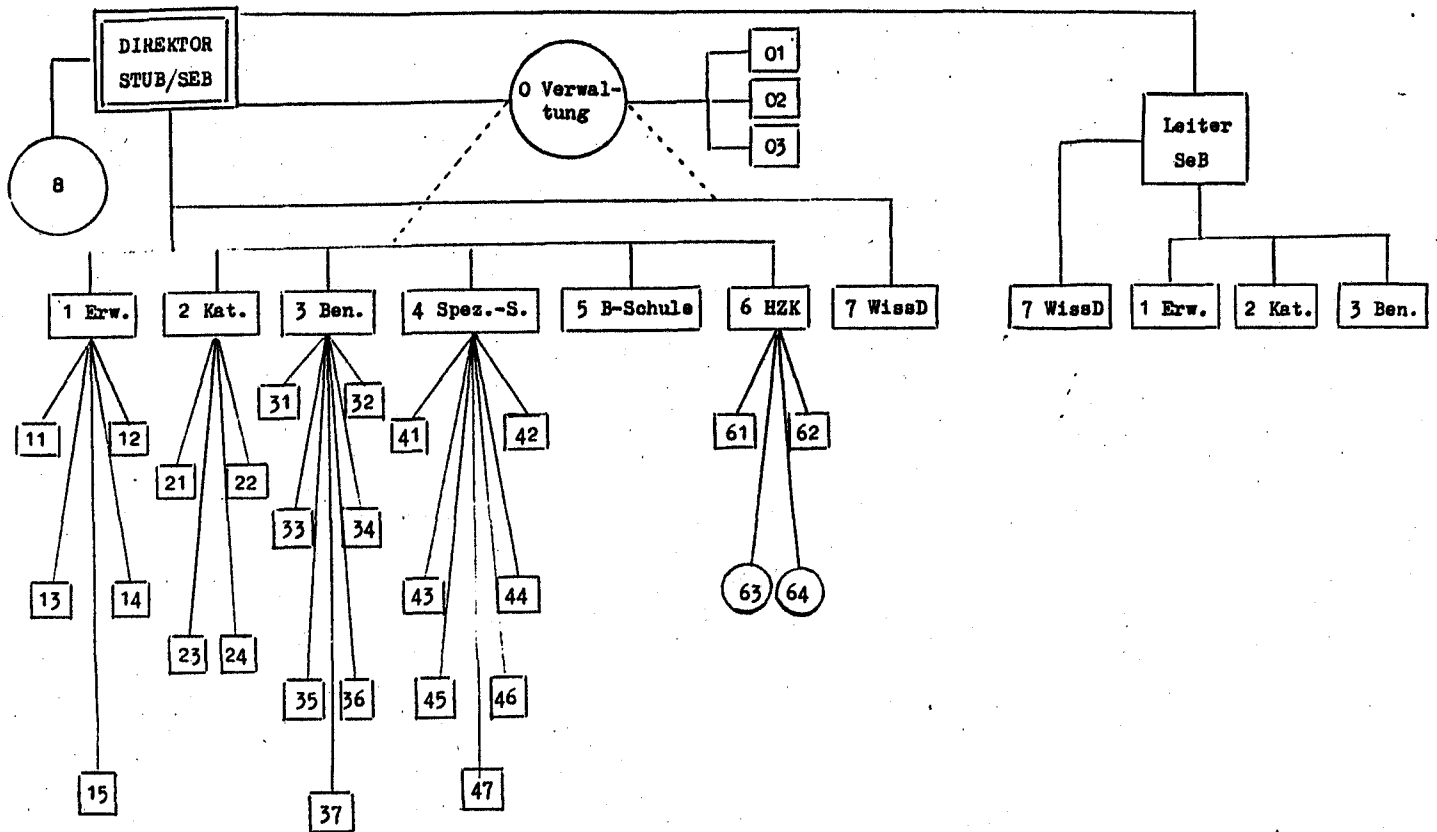 DIREKTOR
STUB/SEB
8
0 Verwal-
tung
01
02
03
Leiter
SeB
1 Erw.
2 Kat.
3 Ben.
4 Spez.-S.
5 B-Schule
6 HZK
7 WissD
7 WissD
1 Erw.
2 Kat.
3 Ben.
11
12
13
14
15
21
22
23
24
31
32
33
34
35
36
37
41
42
43
44
45
46
47
61
62
63
64